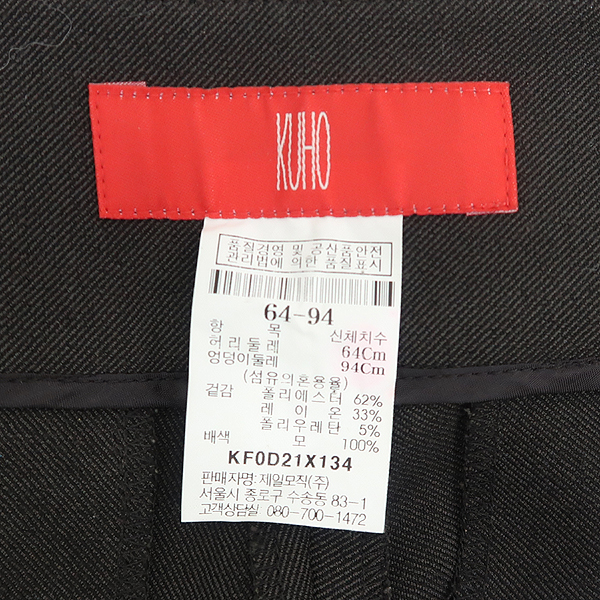 KUHO
품질경영 및 공산품안전
관리법에 의한 품질표시
64-94
항 목 신체치수
허리둘레 64Cm
엉덩이둘레 94Cm
(섬유의혼용율)
겉감 폴리에스터 62%
레 이 온 33%
폴리우레탄 5%
배색 모 100%
KF0D21X134
판매자명: 제일모직(주)
서울시 종로구 수송동 83-1
고객상담실 080-700-1472